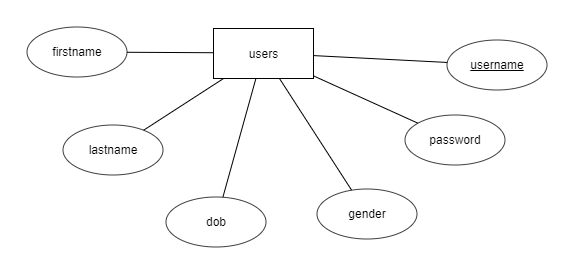 firstname
users
username
lastname
password
dob
gender